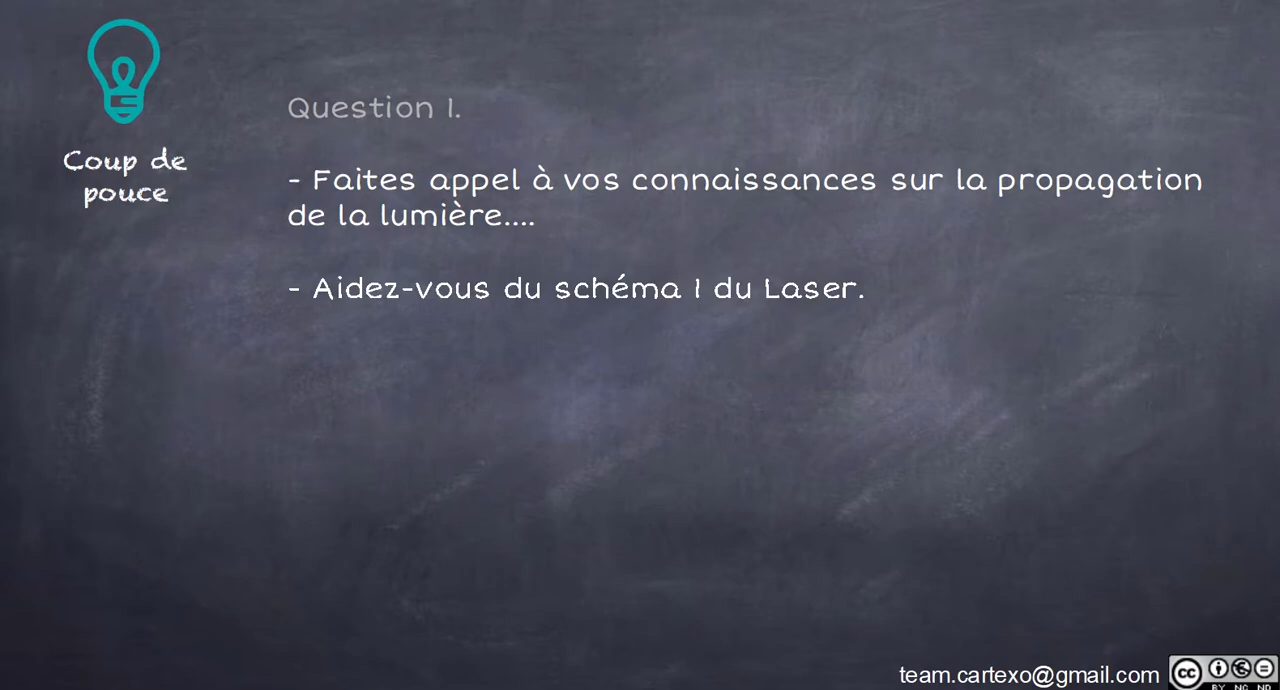 Coup de
pouce
Question 1.
- Faites appel à vos connaissances sur la propagation
de la lumière....
- Aidez-vous du schéma 1 du Laser.
team.cartexo@gmail.com
cc
BY NC ND